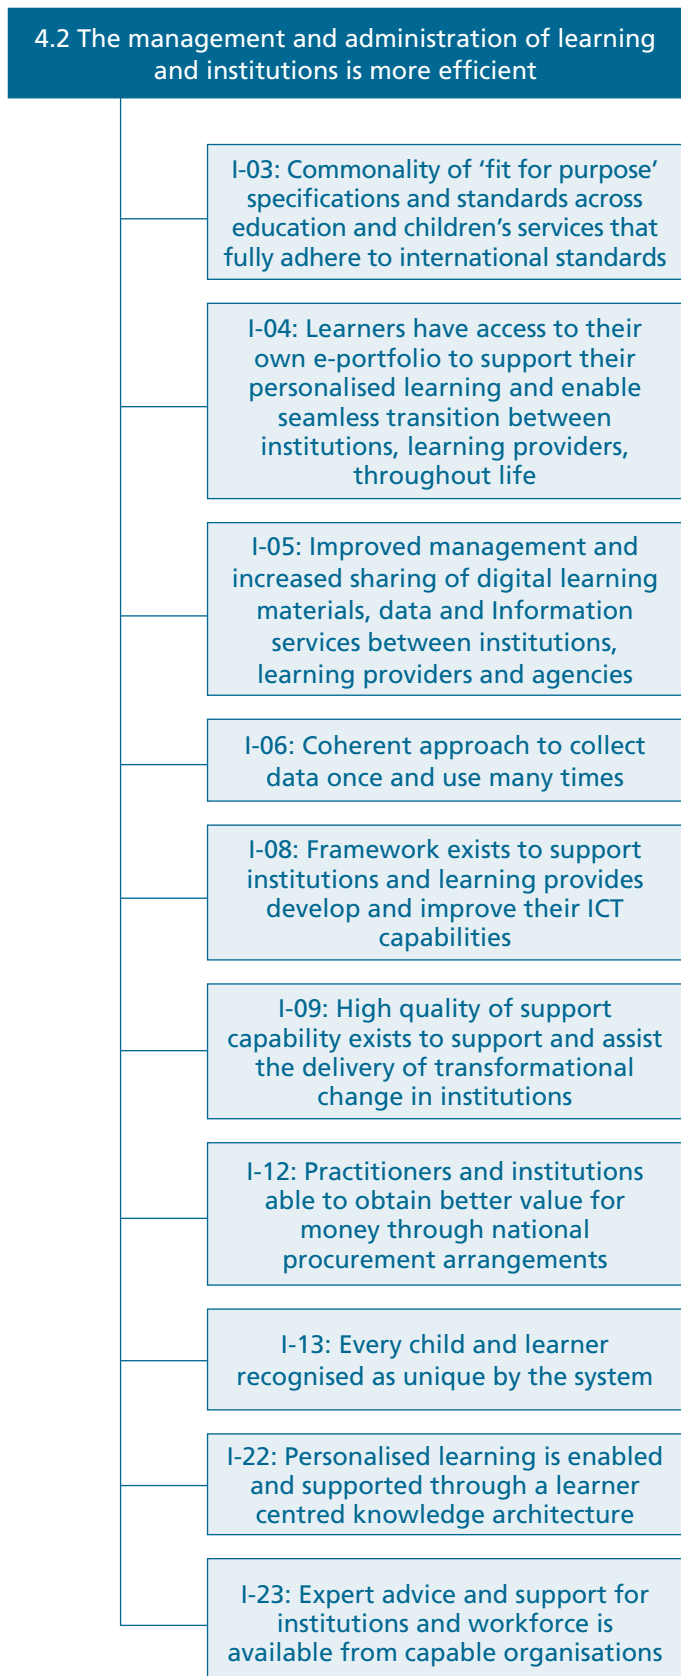 4.2 The management and administration of learning
and institutions is more efficient
I-03: Commonality of ‘fit for purpose’
specifications and standards across
education and children’s services that
fully adhere to international standards
I-04: Learners have access to their
own e-portfolio to support their
personalised learning and enable
seamless transition between
institutions, learning providers,
throughout life
I-05: Improved management and
increased sharing of digital learning
materials, data and Information
services between institutions,
learning providers and agencies
I-06: Coherent approach to collect
data once and use many times
I-08: Framework exists to support
institutions and learning provides
develop and improve their ICT
capabilities
I-09: High quality of support
capability exists to support and assist
the delivery of transformational
change in institutions
I-12: Practitioners and institutions
able to obtain better value for
money through national
procurement arrangements
I-13: Every child and learner
recognised as unique by the system
I-22: Personalised learning is enabled
and supported through a learner
centred knowledge architecture
I-23: Expert advice and support for
institutions and workforce is
available from capable organisations